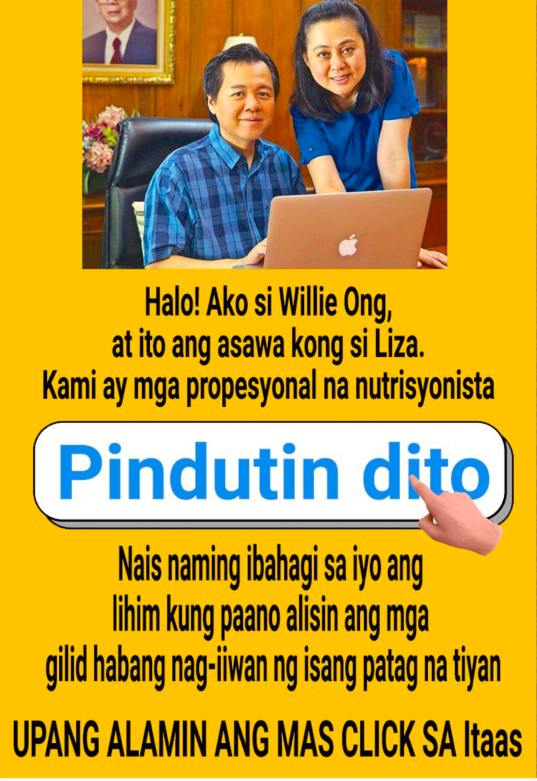 Halo! Ako si Willie Ong,
at ito ang asawa kong si Liza.
Kami ay mga propesyonal na nutrisyonista
Pindutin dito
Nais naming ibahagi sa iyo ang
lihim kung paano alisin ang mga
gilid habang nag-iiwan ng isang patag na tiyan
UPANG ALAMIN ANG MAS CLICK SA Itaas